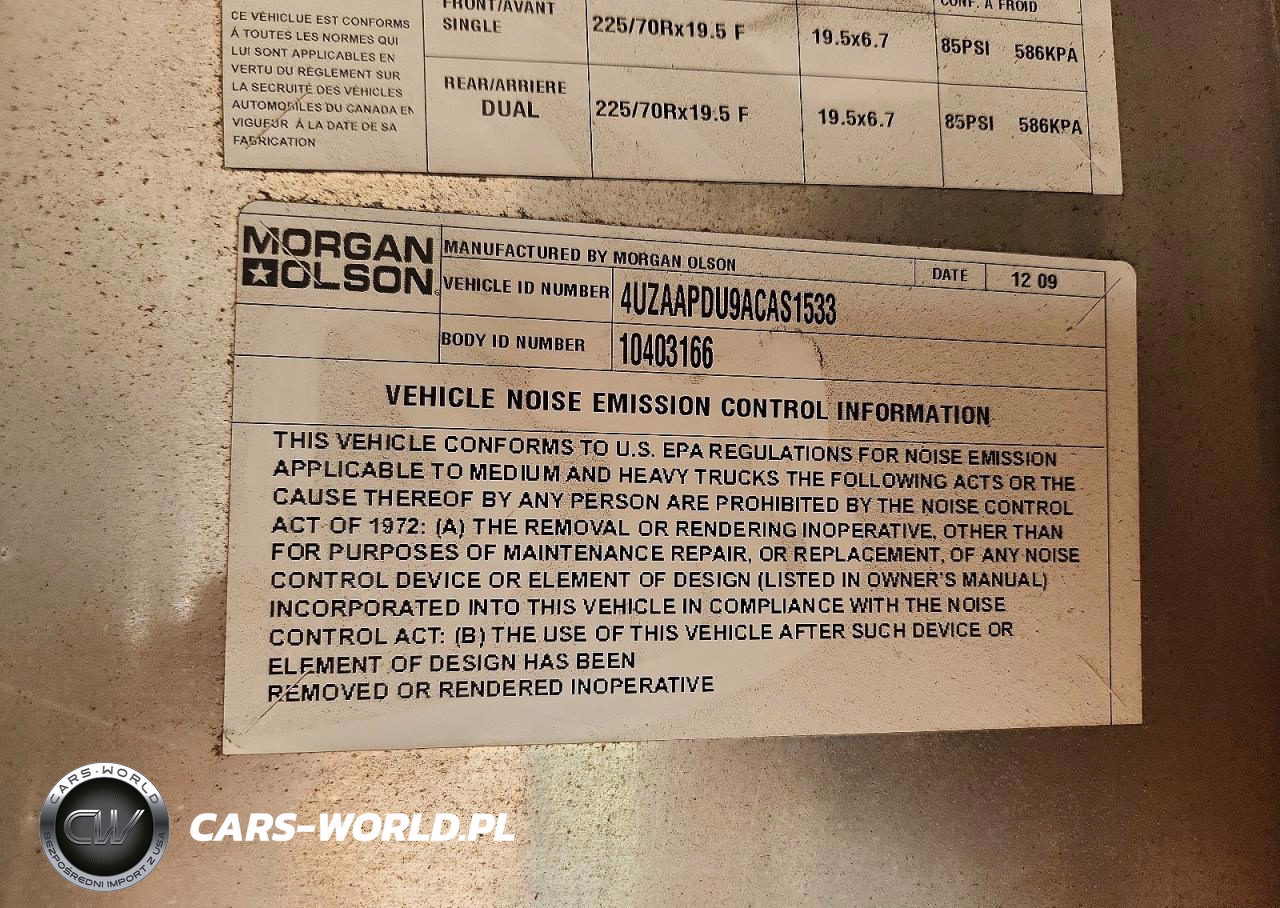 CE VÉHICLUE EST CONFORMS
Á TOUTES LES NORMES QUI
LUI SONT APPLICABLES EN
VERTU DU RÉGLEMENT SUR
LA SECRUITÉ DES VÉHICLES
AUTOMOBILES DU CANADA EN
VIGUEUR Á LA DATE DE SA
FABRICATION
FRONT/AVANT
SINGLE
225/70Rx19.5 F
19.5x6.7
CONF. A FROID
85PSI 586KPA
REAR/ARRIERE
DUAL
225/70Rx19.5 F
19.5x6.7
85PSI 586KPA
MORGAN
OLSON
MANUFACTURED BY MORGAN OLSON
DATE 12 09
VEHICLE ID NUMBER 4UZAAPDU9ACAS1533
BODY ID NUMBER 10403166
VEHICLE NOISE EMISSION CONTROL INFORMATION
THIS VEHICLE CONFORMS TO U.S. EPA REGULATIONS FOR NOISE EMISSION
APPLICABLE TO MEDIUM AND HEAVY TRUCKS THE FOLLOWING ACTS OR THE
CAUSE THEREOF BY ANY PERSON ARE PROHIBITED BY THE NOISE CONTROL
ACT OF 1972: (A) THE REMOVAL OR RENDERING INOPERATIVE, OTHER THAN
FOR PURPOSES OF MAINTENANCE REPAIR, OR REPLACEMENT, OF ANY NOISE
CONTROL DEVICE OR ELEMENT OF DESIGN (LISTED IN OWNER'S MANUAL)
INCORPORATED INTO THIS VEHICLE IN COMPLIANCE WITH THE NOISE
CONTROL ACT: (B) THE USE OF THIS VEHICLE AFTER SUCH DEVICE OR
ELEMENT OF DESIGN HAS BEEN
REMOVED OR RENDERED INOPERATIVE
CARS-WORLD
CW
BEZPOŚREDNI IMPORT Z USA
CARS-WORLD.PL